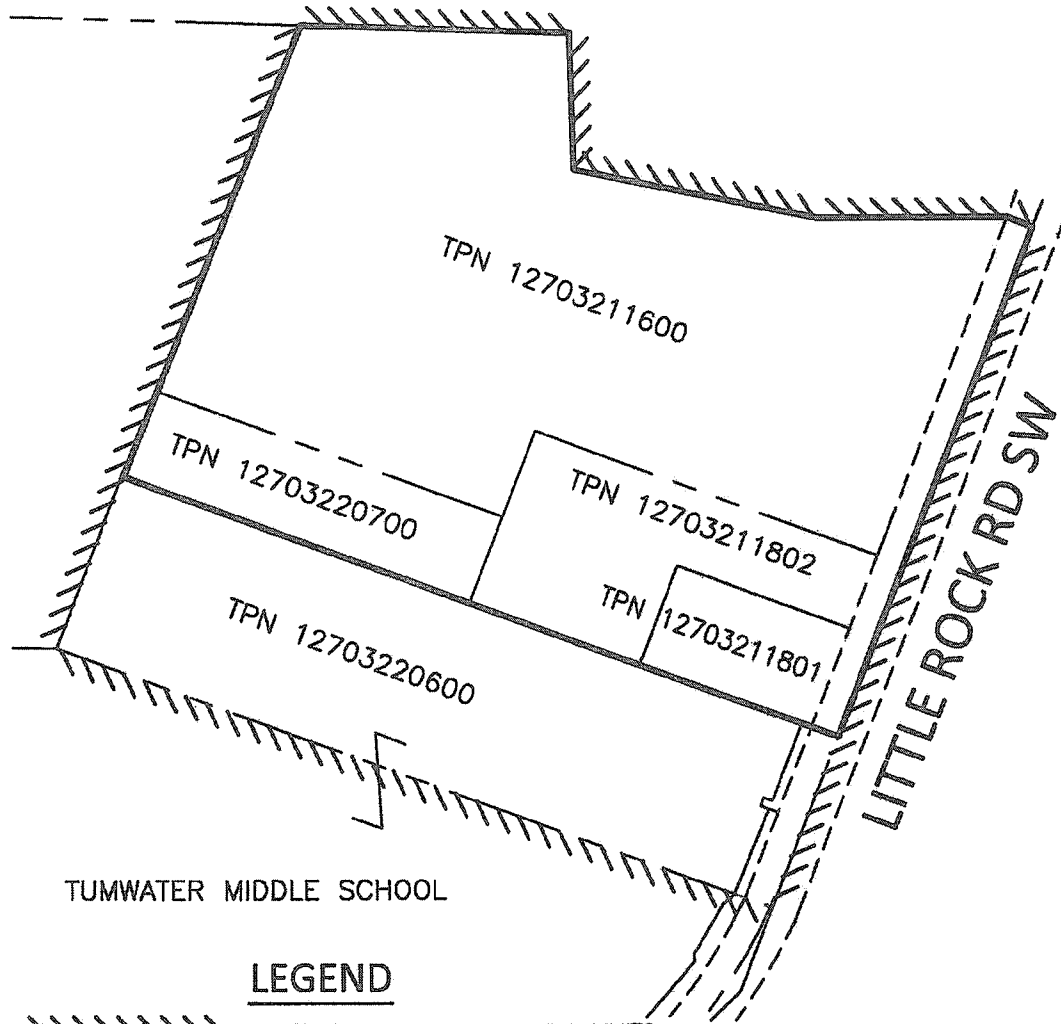 TPN 12703211600
TPN 12703220700
TPN 12703211802
TPN 12703211801
TPN 12703220600
LITTLE ROCK RD SW
TUMWATER MIDDLE SCHOOL
LEGEND